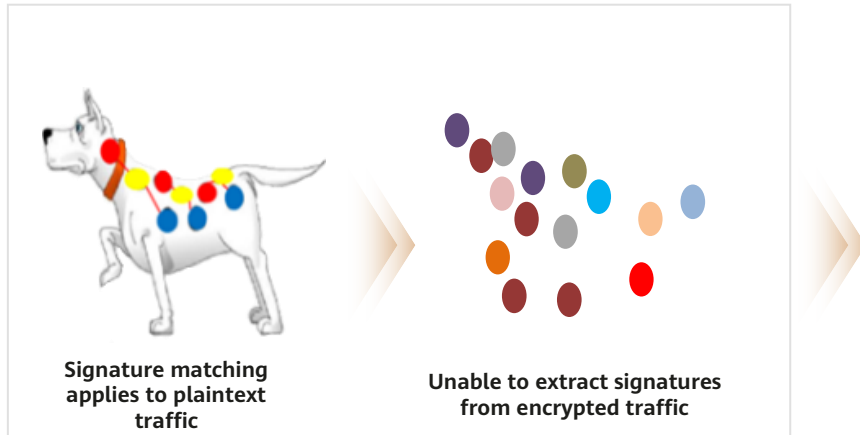 Signature matching
applies to plaintext
traffic
Unable to extract signatures
from encrypted traffic